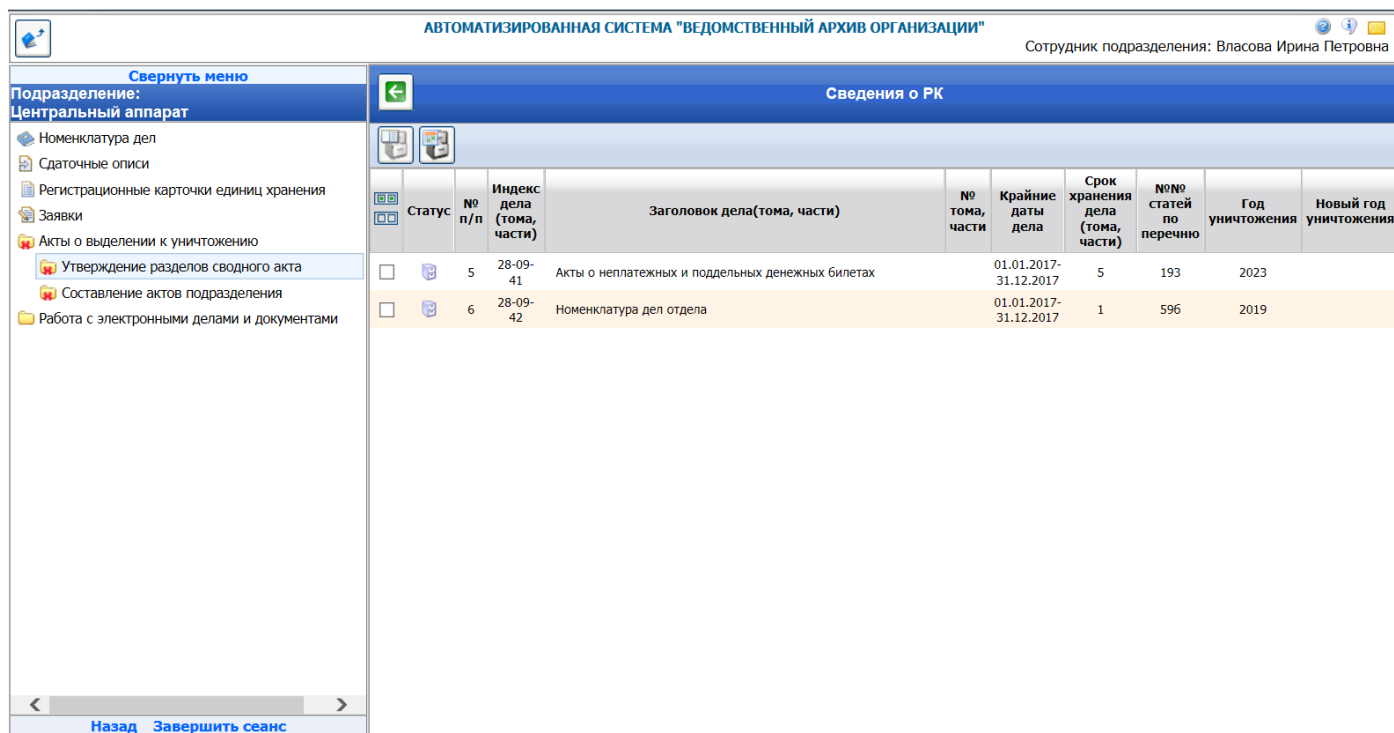 АВТОМАТИЗИРОВАННАЯ СИСТЕМА "ВЕДОМСТВЕННЫЙ АРХИВ ОРГАНИЗАЦИИ"
Сотрудник подразделения: Власова Ирина Петровна
Свернуть меню
Подразделение:
Центральный аппарат
Номенклатура дел
Сдаточные описи
Регистрационные карточки единиц хранения
Заявки
Акты о выделении к уничтожению
Утверждение разделов сводного акта
Составление актов подразделения
Работа с электронными делами и документами
Назад Завершить сеанс
Сведения о РК
Статус
№
п/п
Индекс
дела
(тома,
части)
Заголовок дела(тома, части)
№
тома,
части
Крайние
даты
дела
Срок
хранения
дела
(тома,
части)
№№
статей
по
перечню
Год
уничтожения
Новый год
уничтожения
5
28-09-
41
Акты о неплатежных и поддельных денежных билетах
01.01.2017-
31.12.2017
5
193
2023
6
28-09-
42
Номенклатура дел отдела
01.01.2017-
31.12.2017
1
596
2019